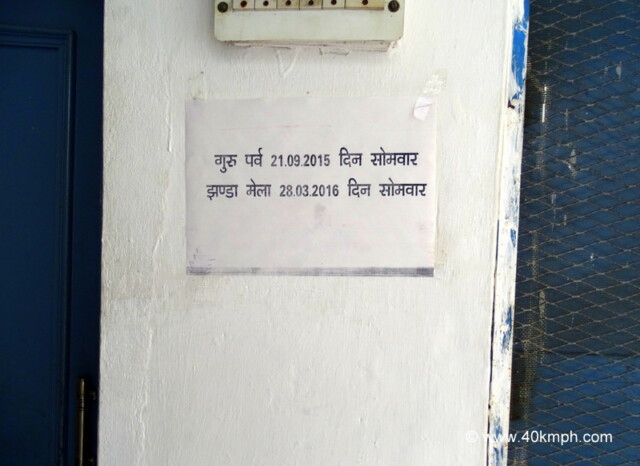 गुरु पर्व 21.09.2015 दिन सोमवार
झण्डा मेला 28.03.2016 दिन सोमवार
© www.40kmph.com